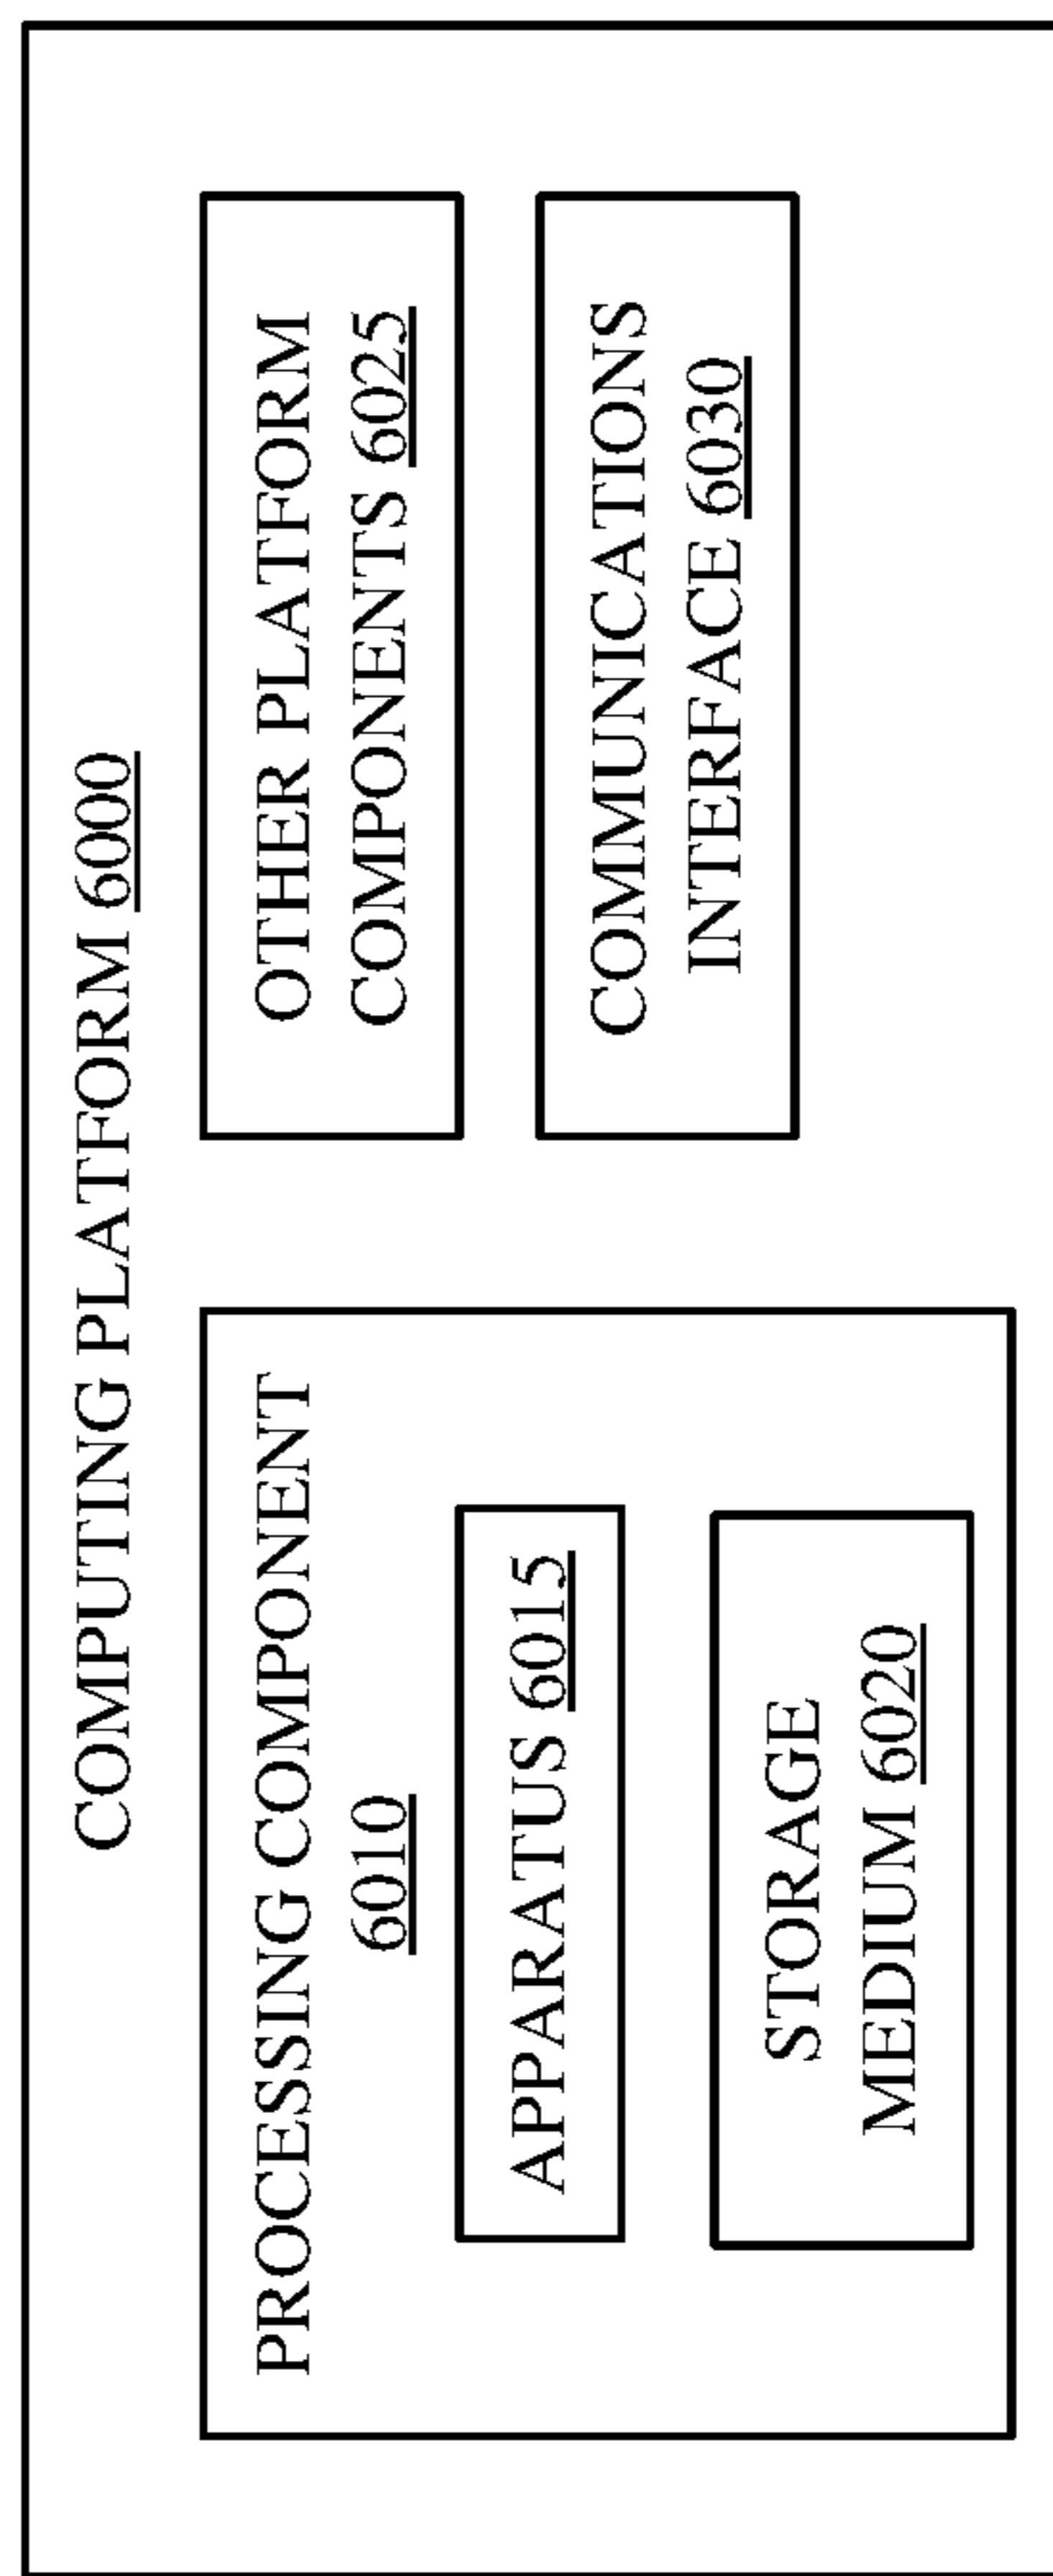 COMPUTING PLATFORM 6000
PROCESSING COMPONENT
6010
APPARATUS 6015
STORAGE
MEDIUM 6020
OTHER PLATFORM
COMPONENTS 6025
COMMUNICATIONS
INTERFACE 6030